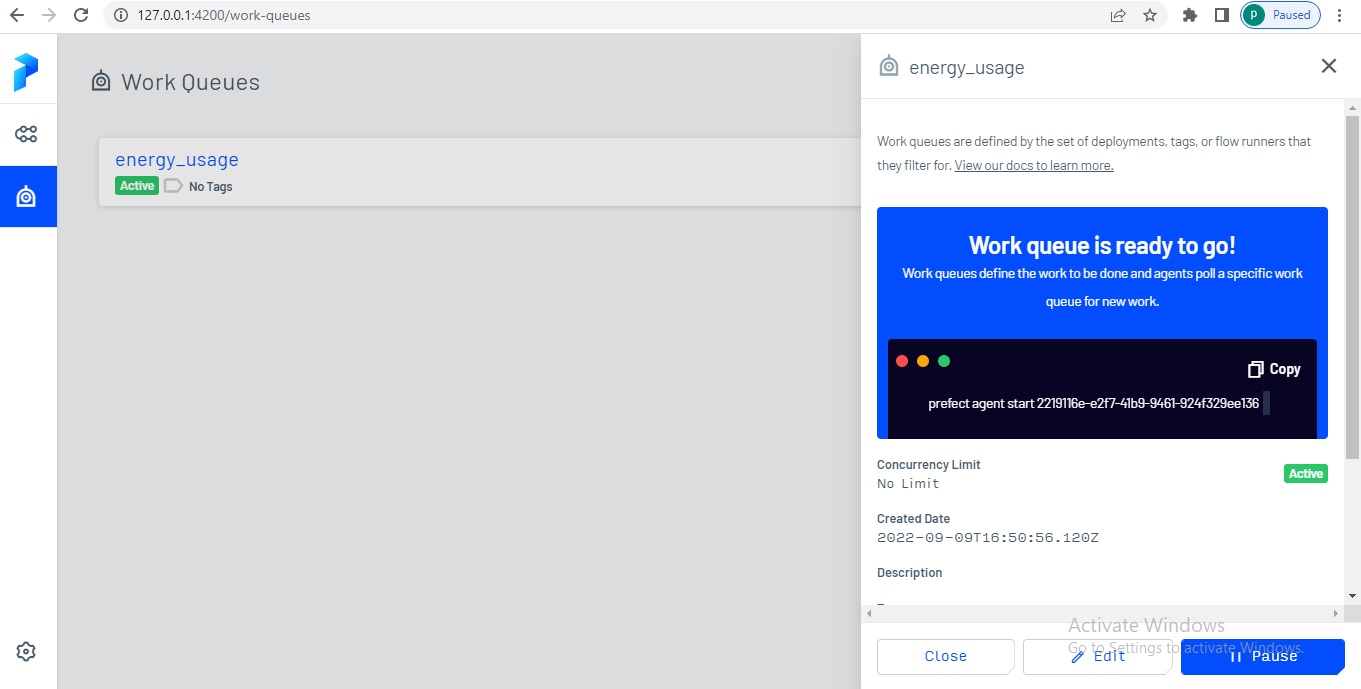 127.0.0.1:4200/work-queues
P Paused
Work Queues
energy_usage
Active No Tags
energy_usage
Work queues are defined by the set of deployments, tags, or flow runners that
they filter for. View our docs to learn more.
Work queue is ready to go!
Work queues define the work to be done and agents poll a specific work
queue for new work.
Copy
prefect agent start 2219116e-e2f7-41b9-9461-924f329ee136
Concurrency Limit
Active
No Limit
Created Date
2022-09-09T16:50:56.120Z
Description
Activate Windows
Go to Settings to activate Windows.
Close
Edit
Pause